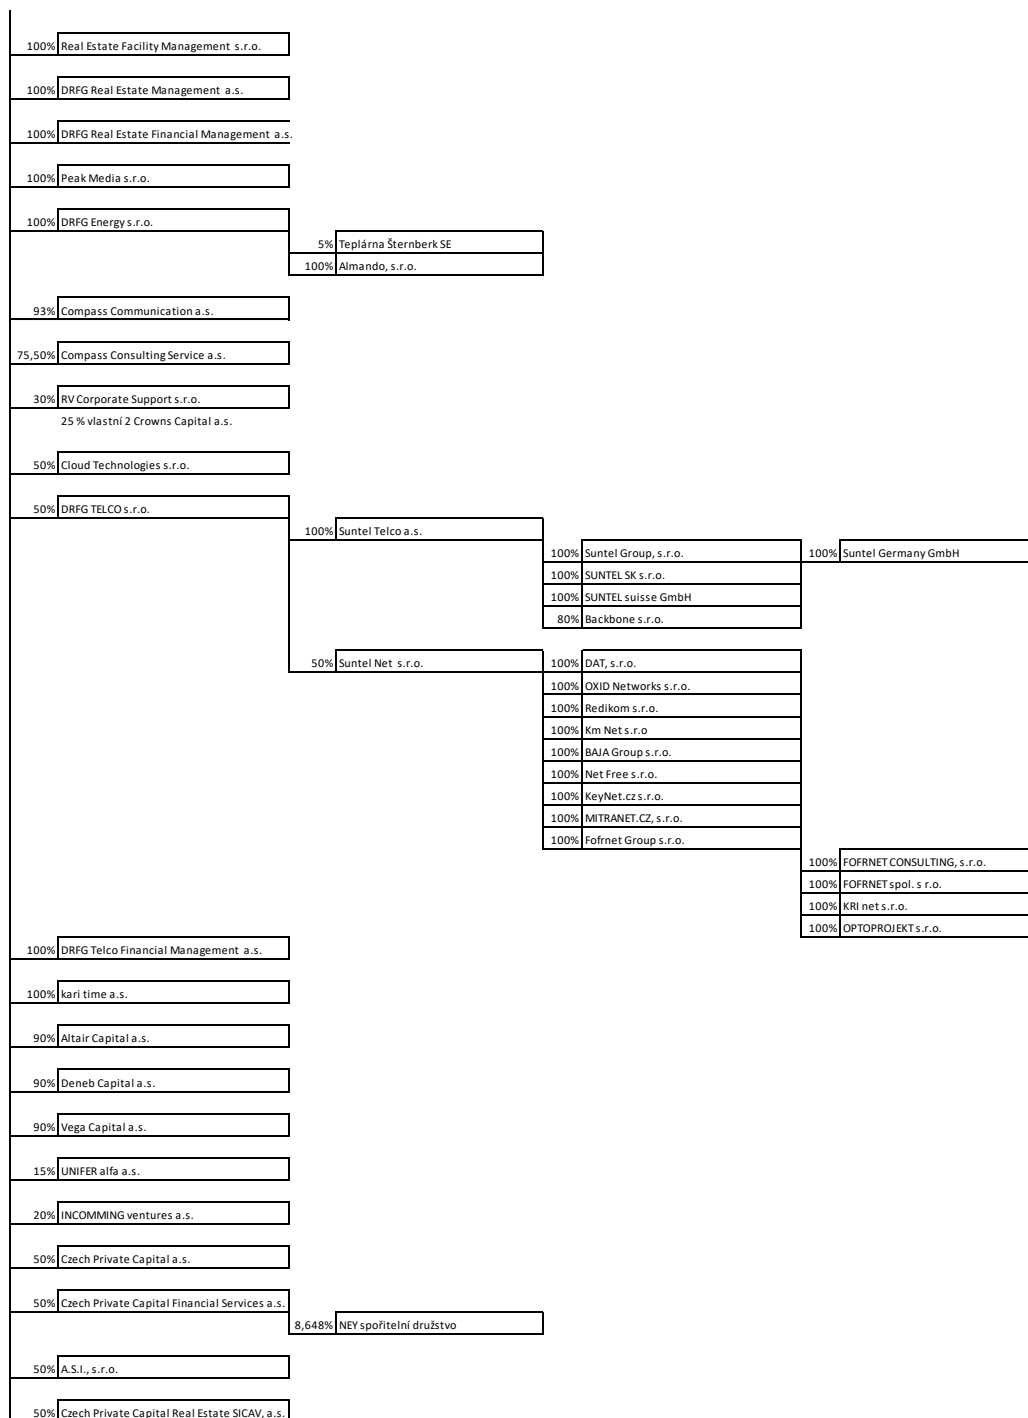 100% Real Estate Facility Management s.r.o.
100% DRFG Real Estate Management a.s.
100% DRFG Real Estate Financial Management a.s.
100% Peak Media s.r.o.
100% DRFG Energy s.r.o.
5% Teplárna Šternberk SE
100% Almando, s.r.o.
93% Compass Communication a.s.
75,50% Compass Consulting Service a.s.
30% RV Corporate Support s.r.o.
25 % vlastní 2 Crowns Capital a.s.
50% Cloud Technologies s.r.o.
50% DRFG TELCO s.r.o.
100% Suntel Telco a.s.
100% Suntel Group, s.r.o. 100% Suntel Germany GmbH
100% SUNTEL SK s.r.o.
100% SUNTEL suisse GmbH
80% Backbone s.r.o.
50% Suntel Net s.r.o. 100% DAT, s.r.o.
100% OXID Networks s.r.o.
100% Redikom s.r.o.
100% Km Net s.r.o
100% BAJA Group s.r.o.
100% Net Free s.r.o.
100% KeyNet.cz s.r.o.
100% MITRANET.CZ, s.r.o.
100% Fofrnet Group s.r.o.
100% FOFRNET CONSULTING, s.r.o.
100% FOFRNET spol. s r.o.
100% KRI net s.r.o.
100% OPTOPROJEKT s.r.o.
100% DRFG Telco Financial Management a.s.
100% kari time a.s.
90% Altair Capital a.s.
90% Deneb Capital a.s.
90% Vega Capital a.s.
15% UNIFER alfa a.s.
20% INCOMMING ventures a.s.
50% Czech Private Capital a.s.
50% Czech Private Capital Financial Services a.s.
8,648% NEY spořitelní družstvo
50% A.S.I., s.r.o.
50% Czech Private Capital Real Estate SICAV, a.s.